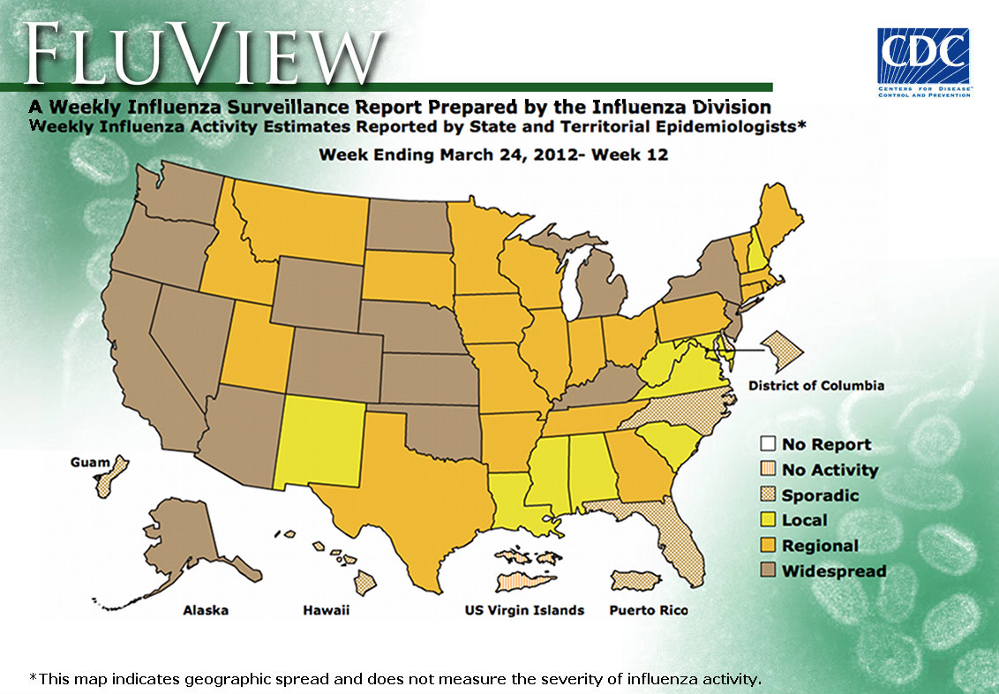 FLUVIEW
CDC
CENTERS FOR DISEASE™
CONTROL AND PREVENTION
A Weekly Influenza Surveillance Report Prepared by the Influenza Division
Weekly Influenza Activity Estimates Reported by State and Territorial Epidemiologists*
Week Ending March 24, 2012- Week 12
District of Columbia
No Report
No Activity
Sporadic
Local
Regional
Widespread
Guam
Alaska
Hawaii
US Virgin Islands
Puerto Rico
*This map indicates geographic spread and does not measure the severity of influenza activity.